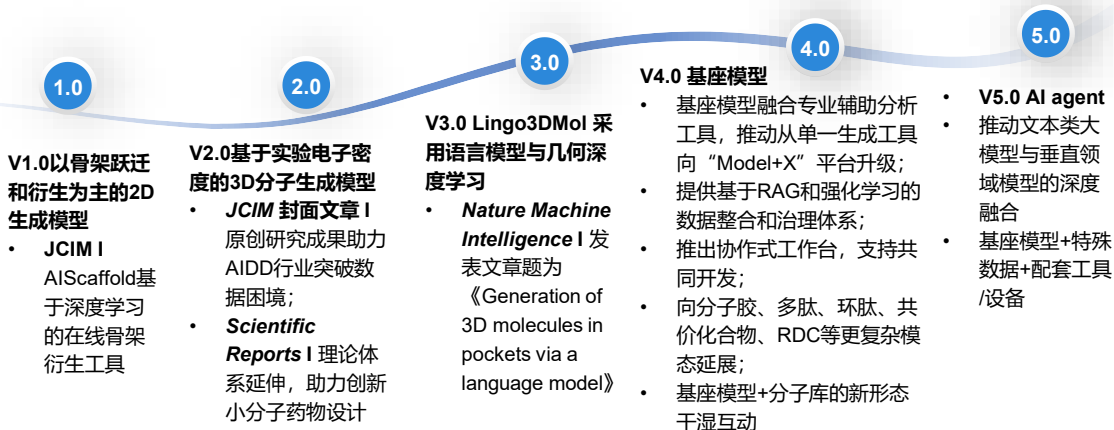 1.0
V1.0以骨架跃迁
和衍生为主的2D
生成模型
• JCIM I
AIScaffold基
于深度学习
的在线骨架
衍生工具
2.0
V2.0基于实验电子密
度的3D分子生成模型
• JCIM 封面文章 I
原创研究成果助力
AIDD行业突破数
据困境；
• Scientific
Reports I 理论体
系延伸，助力创新
小分子药物设计
3.0
V3.0 Lingo3DMol 采
用语言模型与几何深
度学习
• Nature Machine
Intelligence I 发
表文章题为
《Generation of
3D molecules in
pockets via a
language model》
4.0
V4.0 基座模型
• 基座模型融合专业辅助分析
工具，推动从单一生成工具
向“Model+X”平台升级；
• 提供基于RAG和强化学习的
数据整合和治理体系；
• 推出协作式工作台，支持共
同开发；
• 向分子胶、多肽、环肽、共
价化合物、RDC等更复杂模
态延展；
• 基座模型+分子库的新形态
干湿互动
5.0
• V5.0 AI agent
• 推动文本类大
模型与垂直领
域模型的深度
融合
• 基座模型+特殊
数据+配套工具
/设备